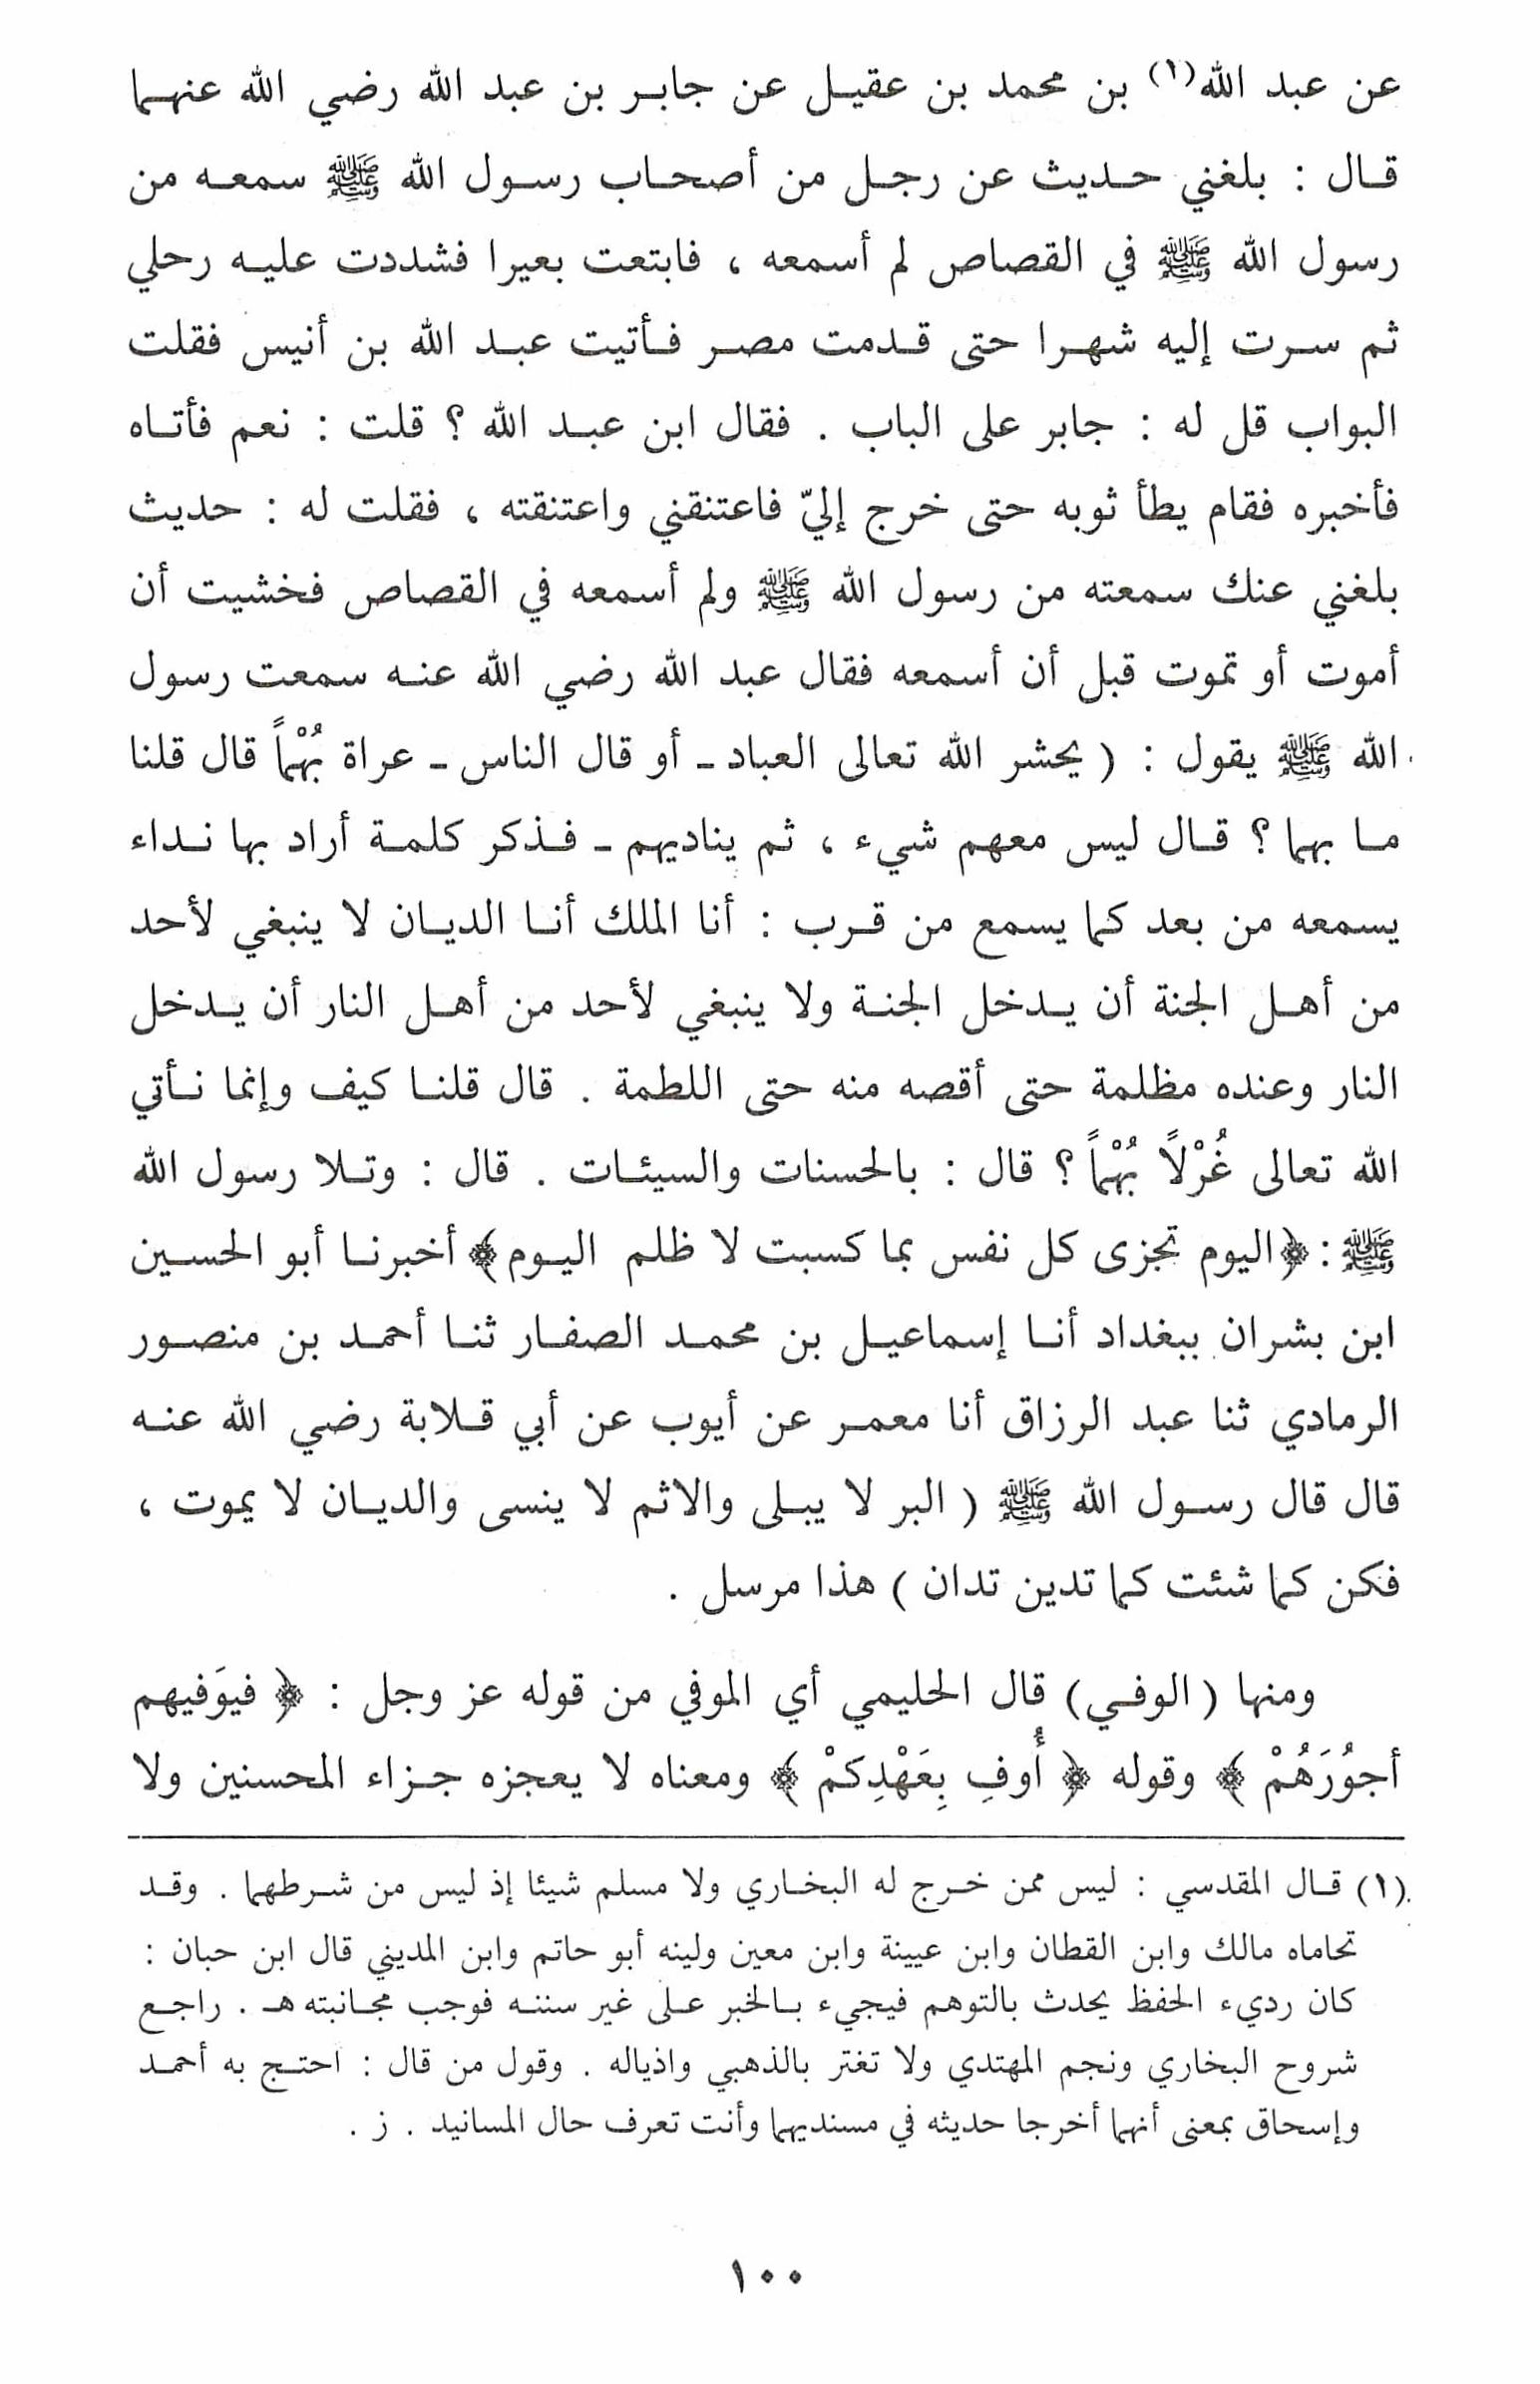 عن عبد الله(١) بن محمد بن عقيل عن جابر بن عبد الله رضي الله عنهما
قال : بلغني حديث عن رجل من أصحاب رسول الله ﷺ سمعه من
رسول الله ﷺ في القصاص لم أسمعه ، فابتعت بعيرا فشددت عليه رحلي
ثم سرت إليه شهرا حتى قدمت مصر فأتيت عبد الله بن أنيس فقلت
البواب قل له : جابر على الباب . فقال ابن عبد الله ؟ قلت : نعم فأتاه
فأخبره فقام يطأ ثوبه حتى خرج إليّ فاعتنقني واعتنقته ، فقلت له : حديث
بلغني عنك سمعته من رسول الله ﷺ ولم أسمعه في القصاص فخشيت أن
أموت أو تموت قبل أن أسمعه فقال عبد الله رضي الله عنه سمعت رسول
الله ﷺ يقول : ( يحشر الله تعالى العباد ـ أو قال الناس ـ عراة بُهْماً قال قلنا
ما بهما ؟ قال ليس معهم شيء ، ثم يناديهم ـ فذكر كلمة أراد بها نداء
يسمعه من بعد كما يسمع من قرب : أنا الملك أنا الديان لا ينبغي لأحد
من أهل الجنة أن يدخل الجنة ولا ينبغي لأحد من أهل النار أن يدخل
النار وعنده مظلمة حتى أقصه منه حتى اللطمة . قال قلنا كيف وإنما نأتي
الله تعالى غُرْلاً بُهْماً ؟ قال : بالحسنات والسيئات . قال : وتلا رسول الله
ﷺ : ﴿اليوم تجزى كل نفس بما كسبت لا ظلم اليوم﴾ أخبرنا أبو الحسين
ابن بشران ببغداد أنا إسماعيل بن محمد الصفار ثنا أحمد بن منصور
الرمادي ثنا عبد الرزاق أنا معمر عن أيوب عن أبي قلابة رضي الله عنه
قال قال رسول الله ﷺ ( البر لا يبلى والاثم لا ينسى والديان لا يموت ،
فكن كما شئت كما تدين تدان ) هذا مرسل .
ومنها ( الوفي ) قال الحليمي أي الموفي من قوله عز وجل : ﴿ فيوَفيهم
أجوُرَهُمْ ﴾ وقوله ﴿ أُوفِ بِعَهْدِكمْ ﴾ ومعناه لا يعجزه جزاء المحسنين ولا
(١) قال المقدسي : ليس ممن خرج له البخاري ولا مسلم شيئا إذ ليس من شرطهما . وقد
تحاماه مالك وابن القطان وابن عيينة وابن معين ولينه أبو حاتم وابن المديني قال ابن حبان :
كان رديء الحفظ يحدث بالتوهم فيجيء بالخبر على غير سننه فوجب مجانبته هـ . راجع
شروح البخاري ونجم المهتدي ولا تغتر بالذهبي واذياله . وقول من قال : احتج به أحمد
وإسحاق بمعنى أنهما أخرجا حديثه في مسنديهما وأنت تعرف حال المسانيد . ز .
١٠٠